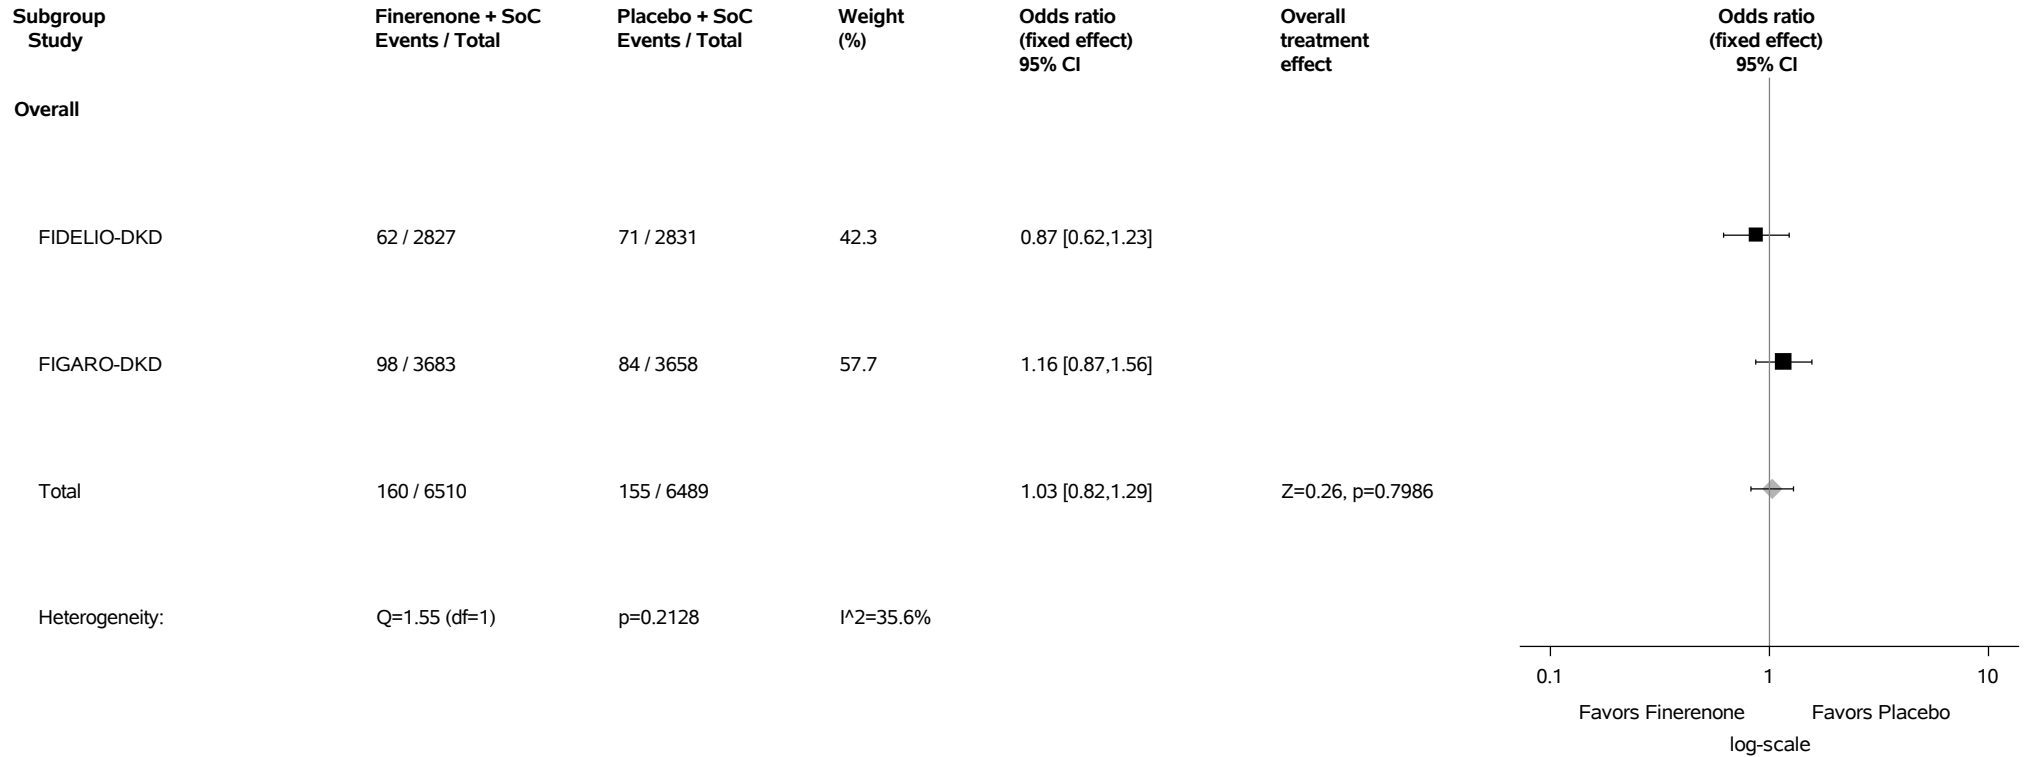 Subgroup Finerenone + SoC Placebo + SoC Weight Odds ratio Overall Odds ratio
Study Events / Total Events / Total (%) (fixed effect) treatment (fixed effect)
95% CI effect 95% CI
Overall
FIDELIO-DKD 62 / 2827 71 / 2831 42.3 0.87 [0.62,1.23]
FIGARO-DKD 98 / 3683 84 / 3658 57.7 1.16 [0.87,1.56]
Total 160 / 6510 155 / 6489 1.03 [0.82,1.29] Z=0.26, p=0.7986
Heterogeneity: Q=1.55 (df=1) p=0.2128 I^2=35.6%
0.1 1 10
Favors Finerenone Favors Placebo
log-scale